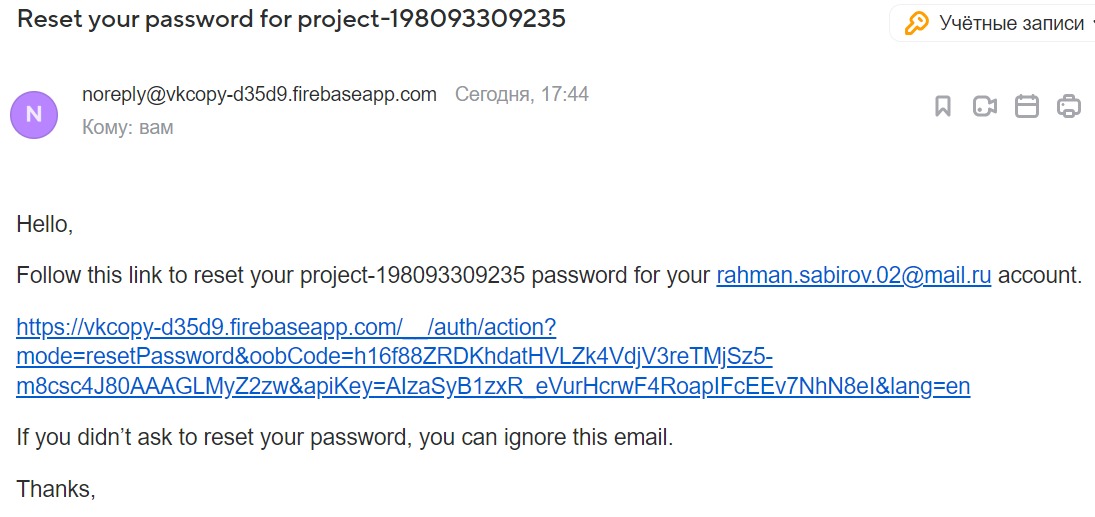 Reset your password for project-198093309235
Учётные записи
N
noreply@vkcopy-d35d9.firebaseapp.com Сегодня, 17:44
Кому: вам
Hello,
Follow this link to reset your project-198093309235 password for your rahman.sabirov.02@mail.ru account.
https://vkcopy-d35d9.firebaseapp.com/__/auth/action?
mode=resetPassword&oobCode=h16f88ZRDKhdatHVLZk4VdjV3reTMjSz5-
m8csc4J80AAAGLMyZ2zw&apiKey=AIzaSyB1zxR_eVurHcrwF4RoapIFcEEv7NhN8eI&lang=en
If you didn’t ask to reset your password, you can ignore this email.
Thanks,